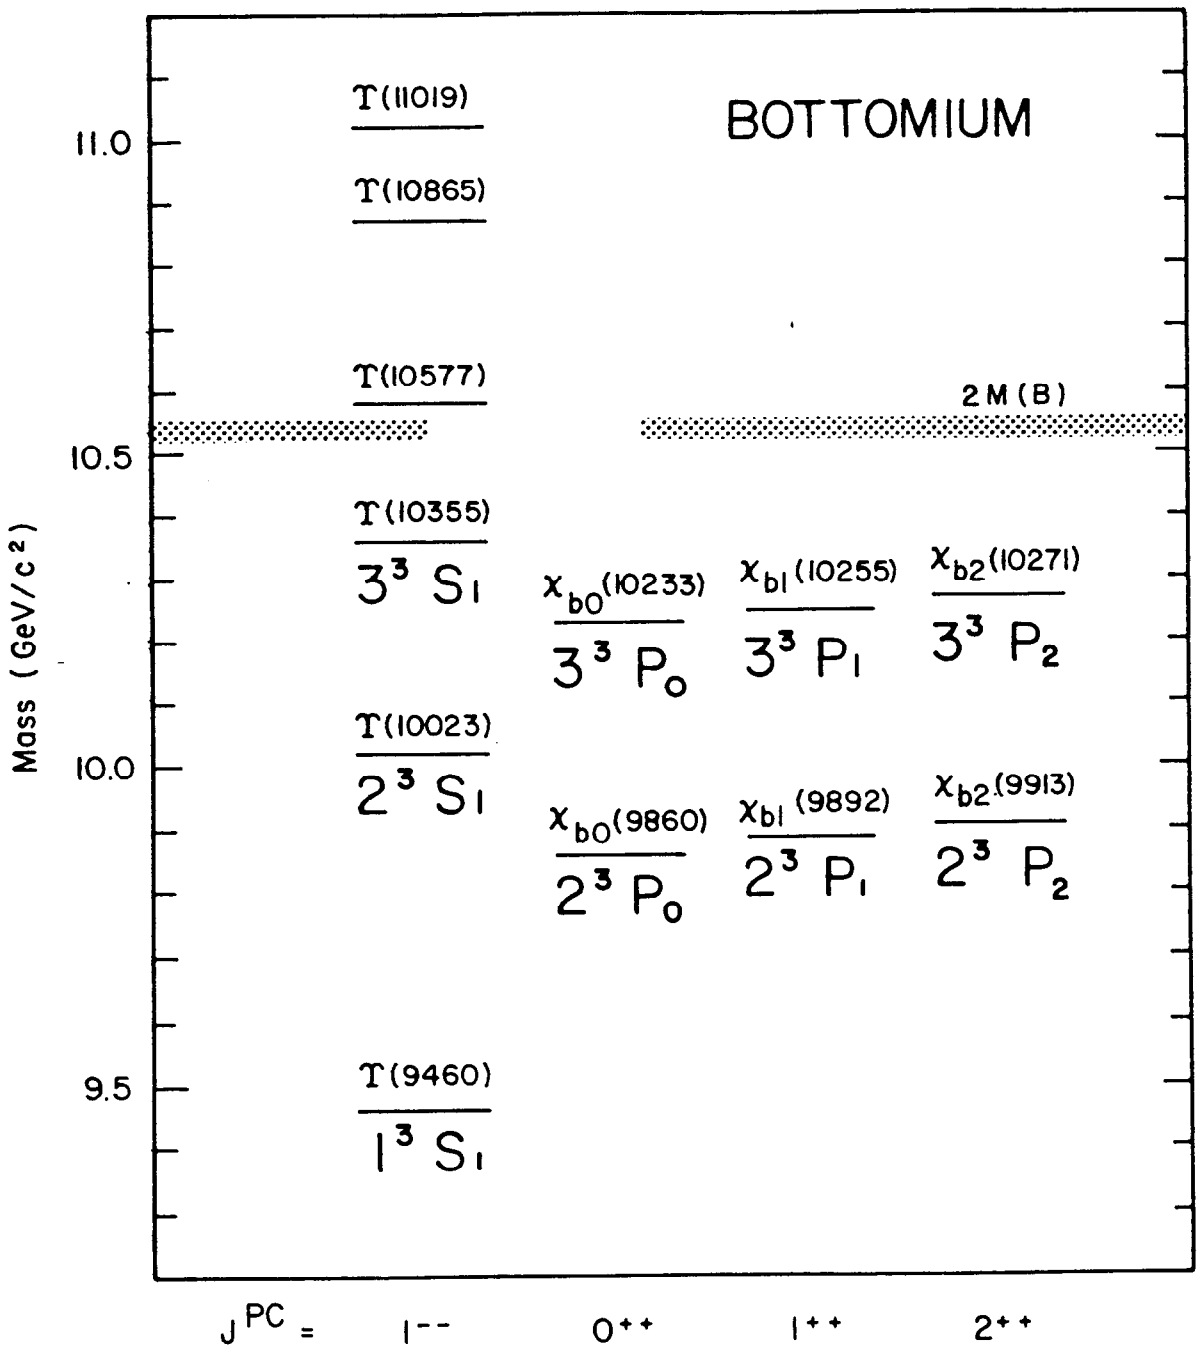 BOTTOMIUM
Mass (GeV/c²)
11.0
10.5
10.0
9.5
ϒ(11019)
ϒ(10865)
ϒ(10577)
2M(B)
ϒ(10355)
3³ S₁
χb0(10233)
3³ P₀
χb1(10255)
3³ P₁
χb2(10271)
3³ P₂
ϒ(10023)
2³ S₁
χb0(9860)
2³ P₀
χb1(9892)
2³ P₁
χb2(9913)
2³ P₂
ϒ(9460)
1³ S₁
J^PC = 1⁻⁻ 0⁺⁺ 1⁺⁺ 2⁺⁺